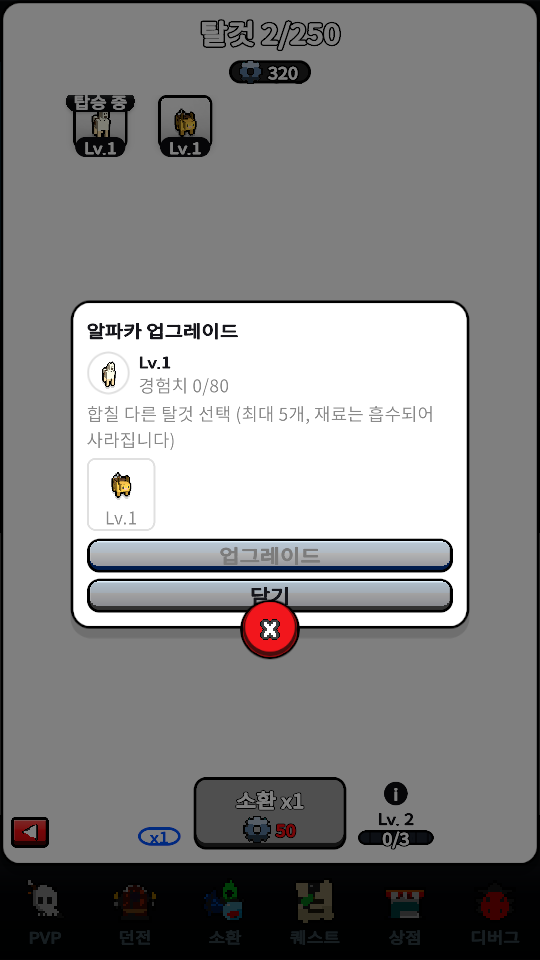 탈것 2/250
320
탑승 중
Lv.1
Lv.1
알파카 업그레이드
Lv.1
경험치 0/80
합칠 다른 탈것 선택 (최대 5개, 재료는 흡수되어
사라집니다)
Lv.1
업그레이드
닫기
소환 x1
50
x1
i
Lv. 2
0/3
PVP
던전
소환
퀘스트
상점
디버그